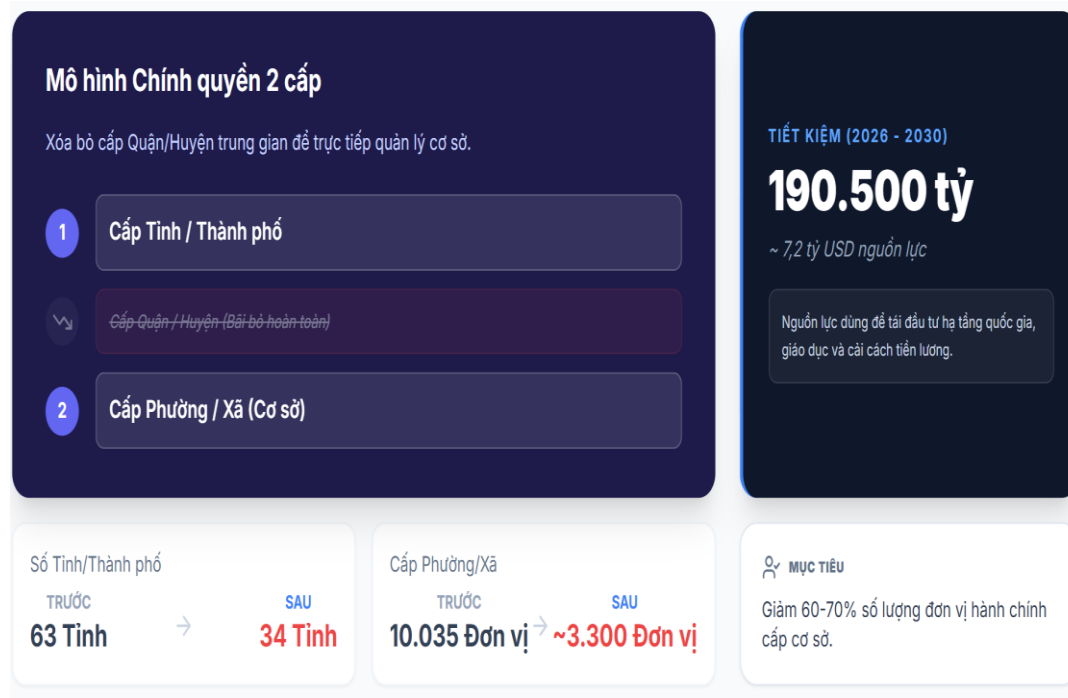 Mô hình Chính quyền 2 cấp
Xóa bỏ cấp Quận/Huyện trung gian để trực tiếp quản lý cơ sở.
1
Cấp Tỉnh / Thành phố
Cấp Quận / Huyện (Bãi bỏ hoàn toàn)
2
Cấp Phường / Xã (Cơ sở)
TIẾT KIỆM (2026 - 2030)
190.500 tỷ
~ 7,2 tỷ USD nguồn lực
Nguồn lực dùng để tái đầu tư hạ tầng quốc gia,
giáo dục và cải cách tiền lương.
Số Tỉnh/Thành phố
TRƯỚC
63 Tỉnh
→
SAU
34 Tỉnh
Cấp Phường/Xã
TRƯỚC
10.035 Đơn vị
→
SAU
~3.300 Đơn vị
MỤC TIÊU
Giảm 60-70% số lượng đơn vị hành chính
cấp cơ sở.